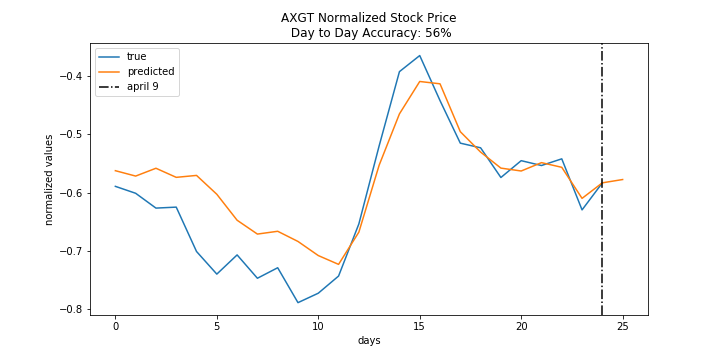 AXGT Normalized Stock Price
Day to Day Accuracy: 56%
true
predicted
april 9
normalized values
−0.4
−0.5
−0.6
−0.7
−0.8
0
5
10
15
20
25
days